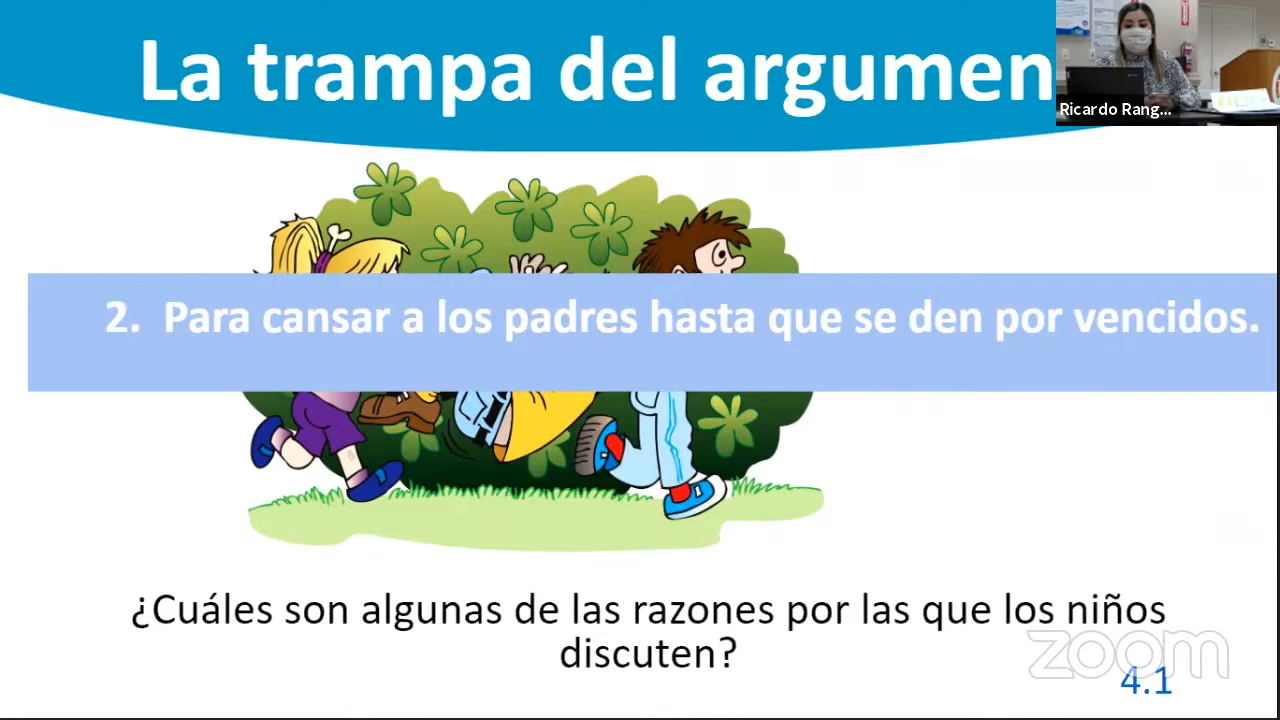 La trampa del argumen
Ricardo Rang...
2. Para cansar a los padres hasta que se den por vencidos.
¿Cuáles son algunas de las razones por las que los niños
discuten?
zoom
4.1